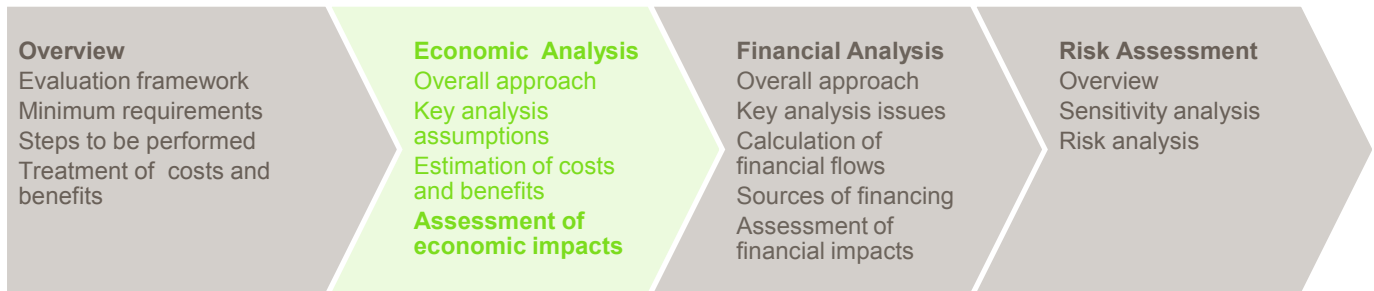 Overview
Evaluation framework
Minimum requirements
Steps to be performed
Treatment of  costs and
benefits
Economic  Analysis
Overall approach
Key analysis
assumptions
Estimation of costs
and benefits
Assessment of
economic impacts
Financial Analysis
Overall approach
Key analysis issues
Calculation of
financial flows
Sources of financing
Assessment of
financial impacts
Risk Assessment
Overview
Sensitivity analysis
Risk analysis